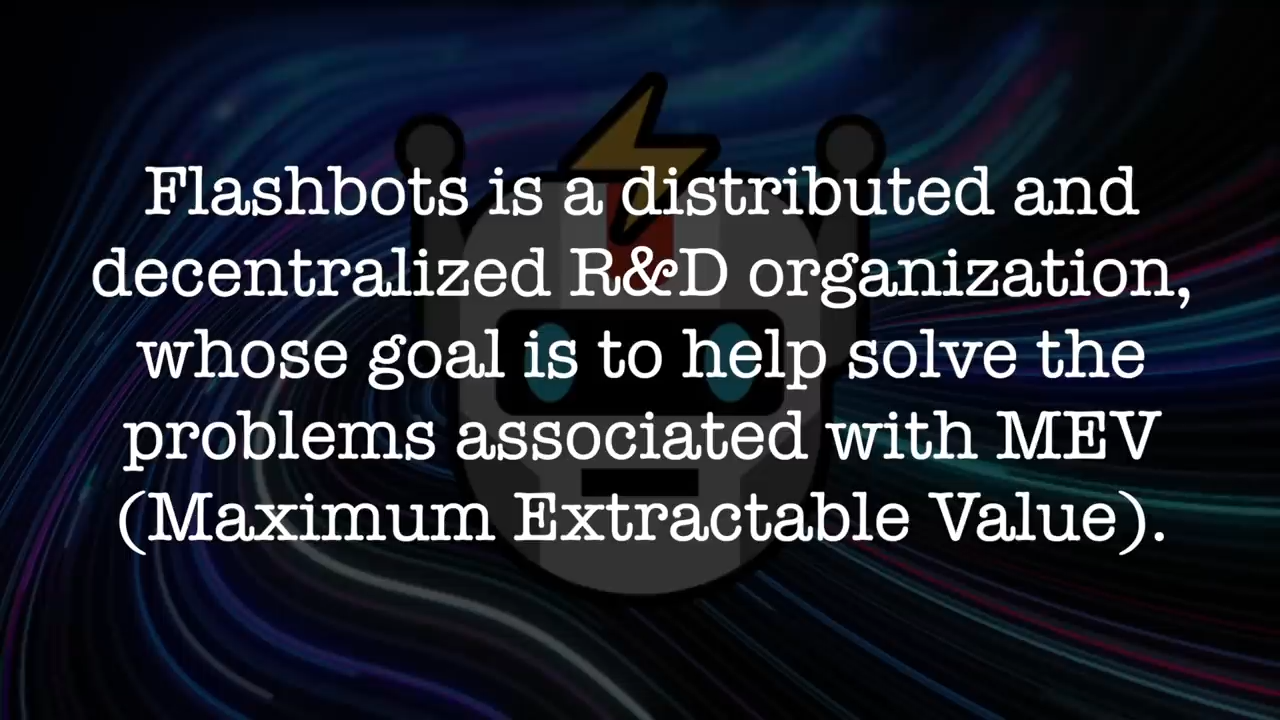 Flashbots is a distributed and
decentralized R&D organization,
whose goal is to help solve the
problems associated with MEV
(Maximum Extractable Value).